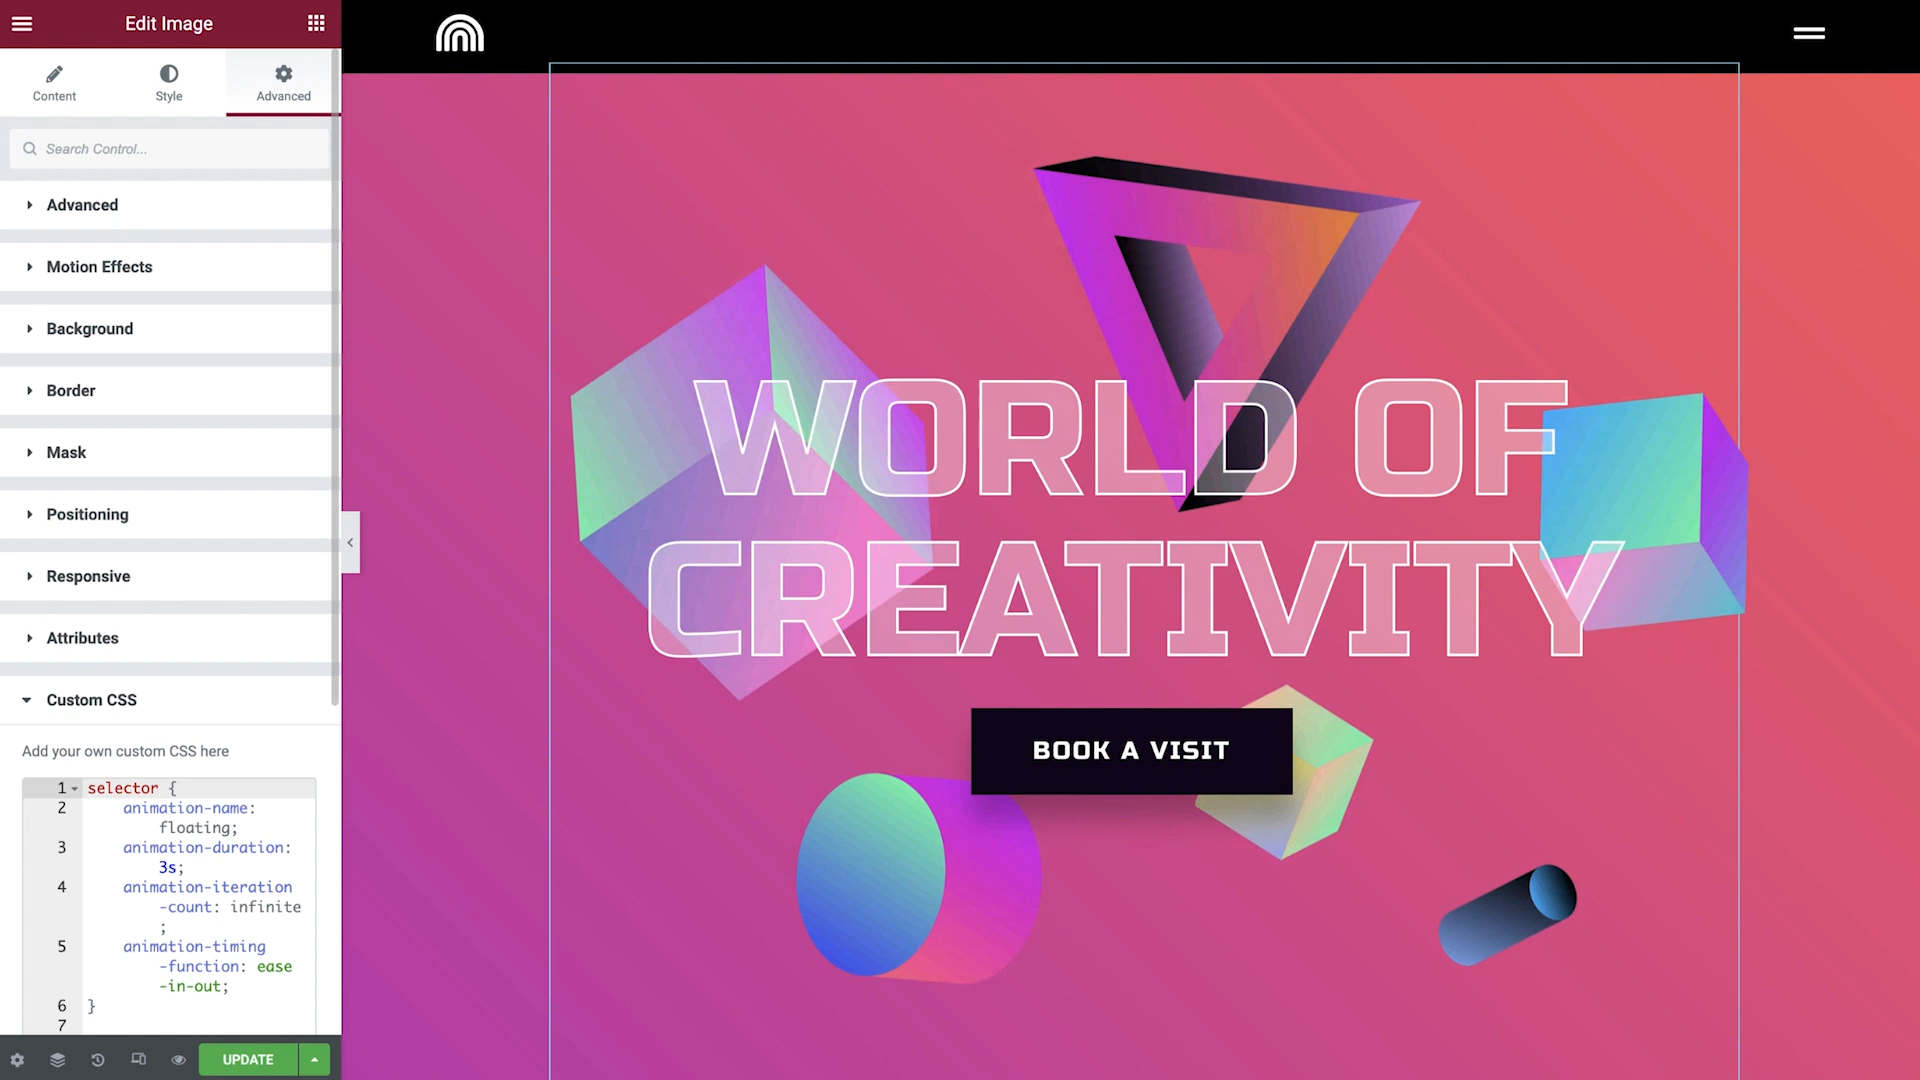 Edit Image
Content
Style
Advanced
Search Control...
Advanced
Motion Effects
Background
Border
Mask
Positioning
Responsive
Attributes
Custom CSS
Add your own custom CSS here
1 selector {
2 animation-name:
floating;
3 animation-duration:
3s;
4 animation-iteration
-count: infinite
;
5 animation-timing
-function: ease
-in-out;
6 }
7
UPDATE
WORLD OF
CREATIVITY
BOOK A VISIT